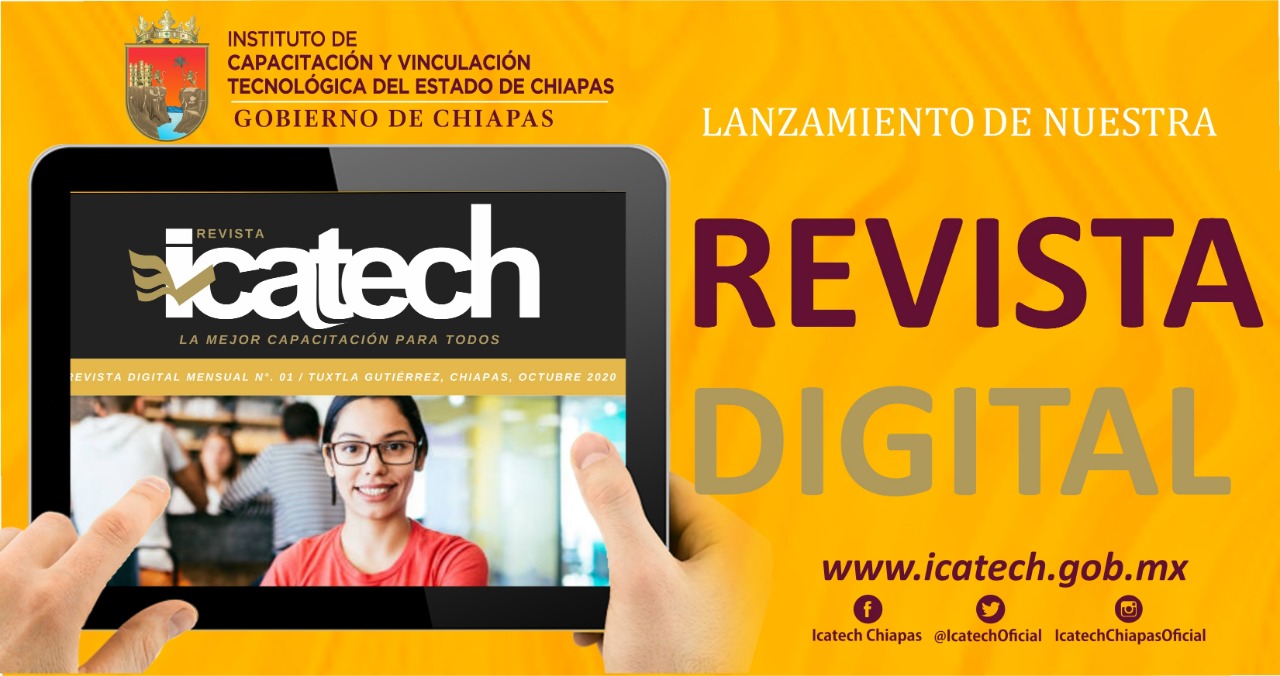 INSTITUTO DE
CAPACITACIÓN Y VINCULACIÓN
TECNOLÓGICA DEL ESTADO DE CHIAPAS
GOBIERNO DE CHIAPAS
REVISTA
icatech
LA MEJOR CAPACITACIÓN PARA TODOS
REVISTA DIGITAL MENSUAL N°. 01 / TUXTLA GUTIÉRREZ, CHIAPAS, OCTUBRE 2020
LANZAMIENTO DE NUESTRA
REVISTA
DIGITAL
www.icatech.gob.mx
Icatech Chiapas @IcatechOficial IcatechChiapasOficial